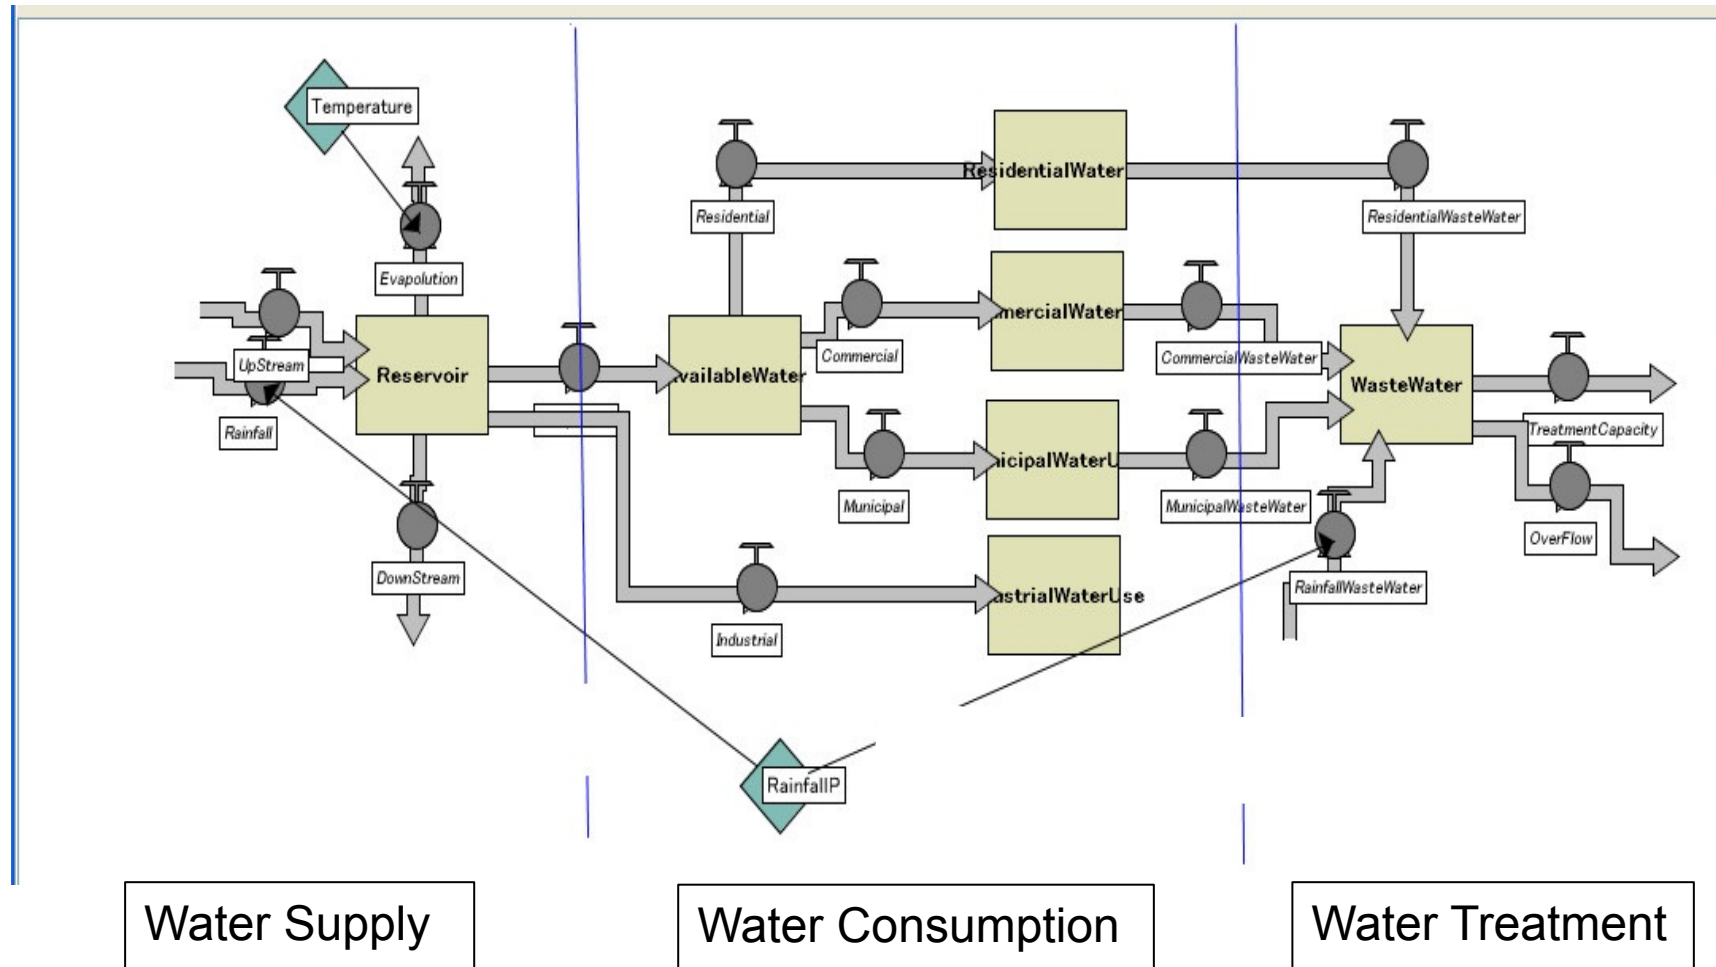 Temperature
Evapolution
UpStream
Rainfall
Reservoir
DownStream
vailableWater
Residential
Commercial
Municipal
Industrial
ResidentialWater
mercialWater
icipalWaterU
strialWaterUse
ResidentialWasteWater
CommercialWasteWater
MunicipalWasteWater
RainfallWasteWater
WasteWater
TreatmentCapacity
OverFlow
RainfallP
Water Supply
Water Consumption
Water Treatment